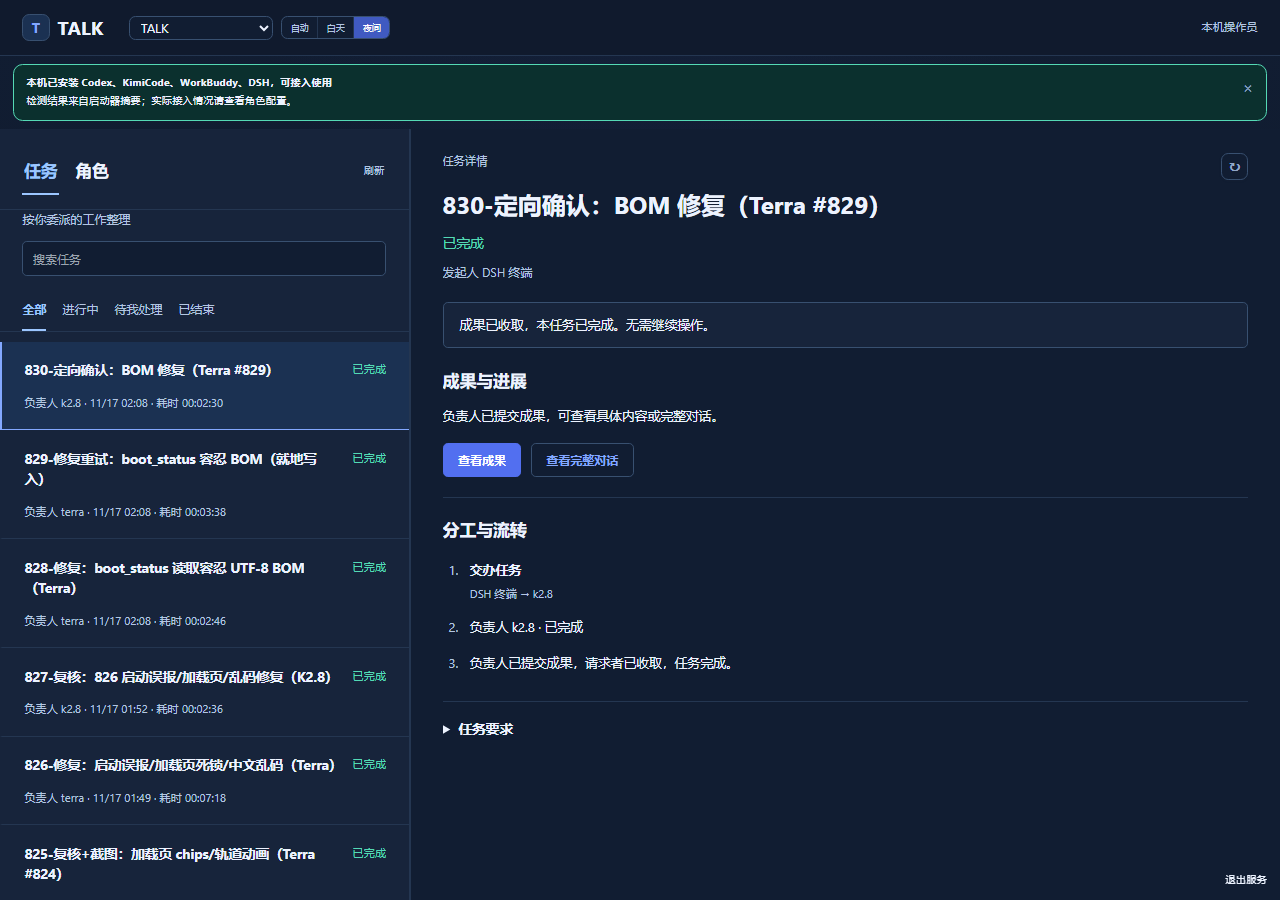 T TALK TALK 自动 白天 夜间 本机操作员
本机已安装 Codex、KimiCode、WorkBuddy、DSH，可接入使用
检测结果来自启动器摘要；实际接入情况请查看角色配置。
×
任务 角色 刷新
按你委派的工作整理
搜索任务
全部 进行中 待我处理 已结束
830-定向确认：BOM 修复（Terra #829） 已完成
负责人 k2.8 · 11/17 02:08 · 耗时 00:02:30
829-修复重试：boot_status 容忍 BOM（就地写 已完成
入）
负责人 terra · 11/17 02:08 · 耗时 00:03:38
828-修复：boot_status 读取容忍 UTF-8 BOM 已完成
（Terra）
负责人 terra · 11/17 02:08 · 耗时 00:02:46
827-复核：826 启动误报/加载页/乱码修复（K2.8） 已完成
负责人 k2.8 · 11/17 01:52 · 耗时 00:02:36
826-修复：启动误报/加载页死锁/中文乱码（Terra） 已完成
负责人 terra · 11/17 01:49 · 耗时 00:07:18
825-复核+截图：加载页 chips/轨道动画（Terra 已完成
#824)
任务详情
↻
830-定向确认：BOM 修复（Terra #829）
已完成
发起人 DSH 终端
成果已收取，本任务已完成。无需继续操作。
成果与进展
负责人已提交成果，可查看具体内容或完整对话。
查看成果 查看完整对话
分工与流转
1. 交办任务
DSH 终端 → k2.8
2. 负责人 k2.8 · 已完成
3. 负责人已提交成果，请求者已收取，任务完成。
▶ 任务要求
退出服务